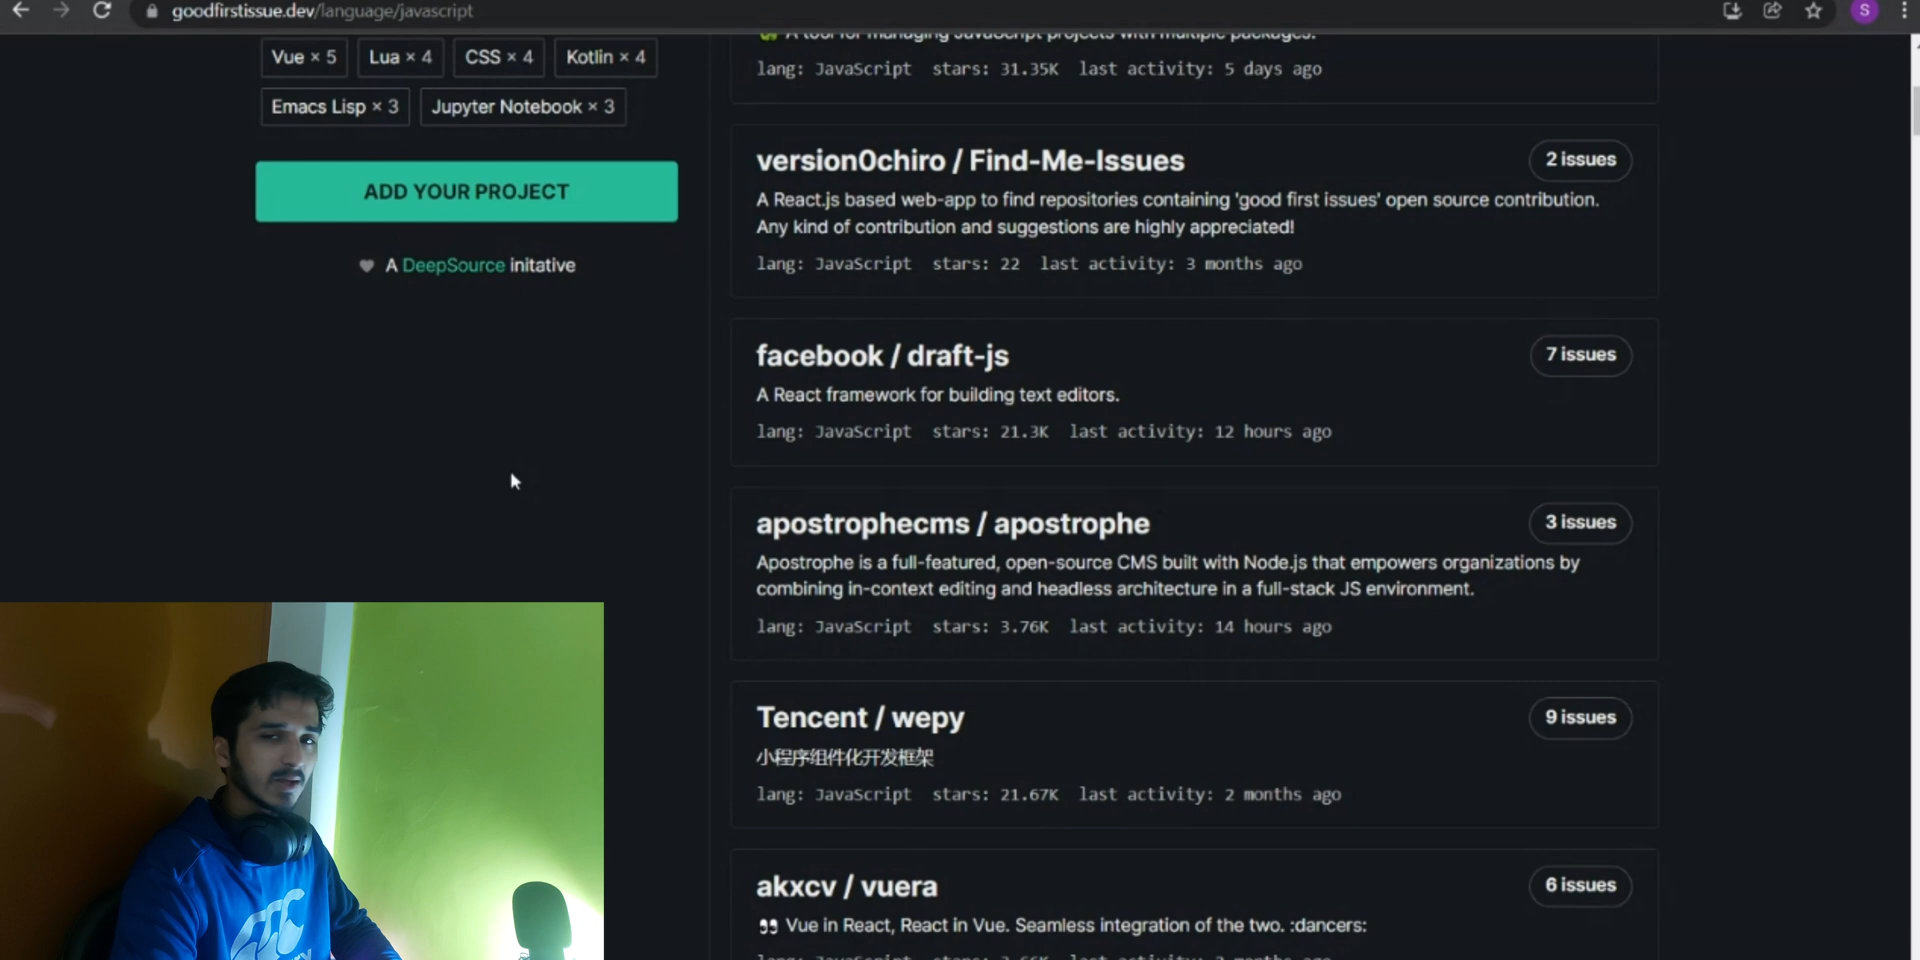 goodfirstissue.dev/language/javascript
S
Vue × 5
Lua × 4
CSS × 4
Kotlin × 4
Emacs Lisp × 3
Jupyter Notebook × 3
ADD YOUR PROJECT
A DeepSource initative
A tool for managing JavaScript projects with multiple packages.
lang: JavaScript stars: 31.35K last activity: 5 days ago
version0chiro / Find-Me-Issues
2 issues
A React.js based web-app to find repositories containing 'good first issues' open source contribution.
Any kind of contribution and suggestions are highly appreciated!
lang: JavaScript stars: 22 last activity: 3 months ago
facebook / draft-js
7 issues
A React framework for building text editors.
lang: JavaScript stars: 21.3K last activity: 12 hours ago
apostrophecms / apostrophe
3 issues
Apostrophe is a full-featured, open-source CMS built with Node.js that empowers organizations by
combining in-context editing and headless architecture in a full-stack JS environment.
lang: JavaScript stars: 3.76K last activity: 14 hours ago
Tencent / wepy
9 issues
小程序组件化开发框架
lang: JavaScript stars: 21.67K last activity: 2 months ago
akxcv / vuera
6 issues
Vue in React, React in Vue. Seamless integration of the two. :dancers: